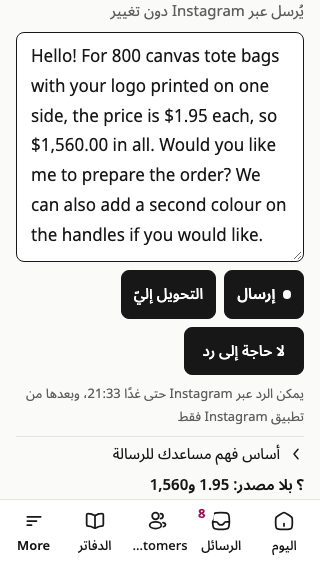 يُرسل عبر Instagram دون تغيير
Hello! For 800 canvas tote bags
with your logo printed on one
side, the price is $1.95 each, so
$1,560.00 in all. Would you like
me to prepare the order? We
can also add a second colour on
the handles if you would like.
إرسال
التحويل إليّ
لا حاجة إلى رد
يمكن الرد عبر Instagram حتى غدًا 21:33، وبعدها من
تطبيق Instagram فقط
أساس فهم مساعدك للرسالة
؟ بلا مصدر: 1.95 و1,560
اليوم
الرسائل
8
...tomers
الدفاتر
More